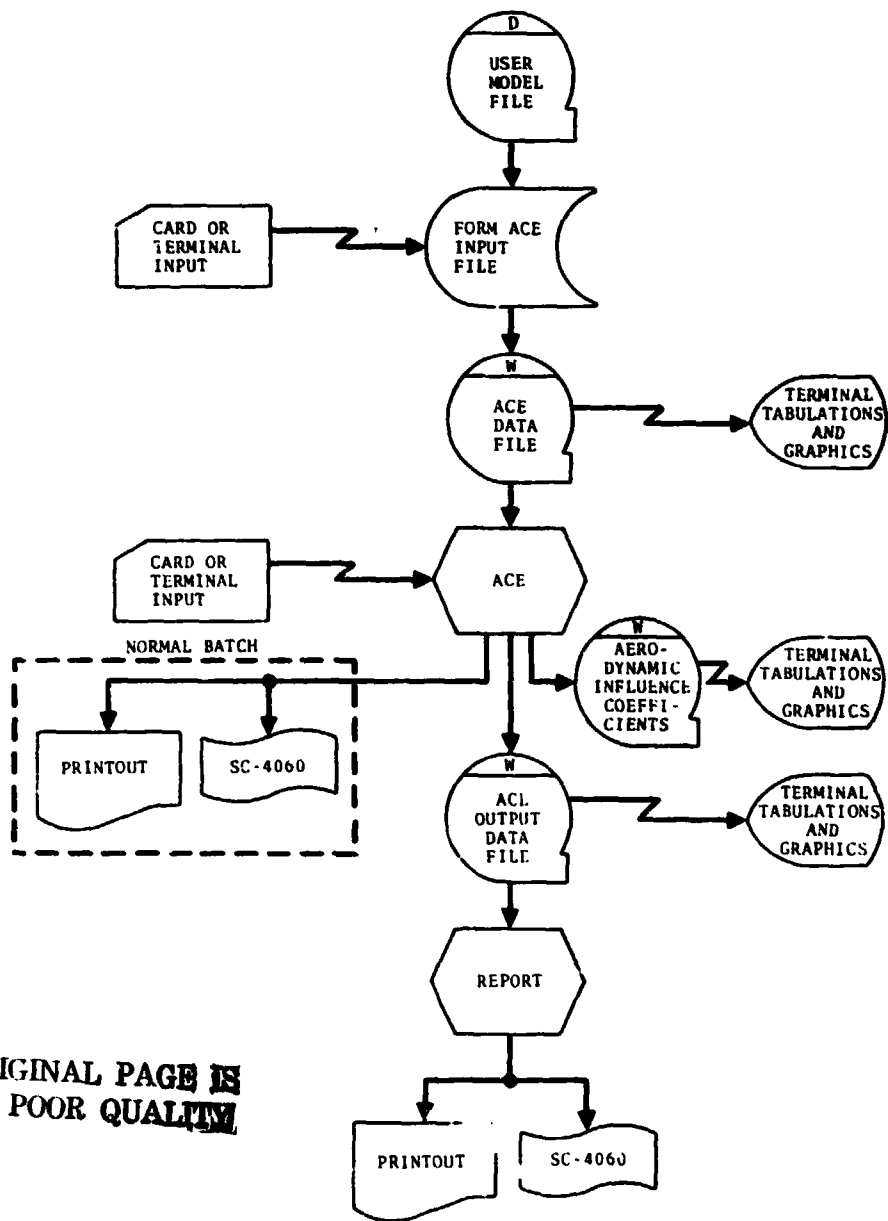 D
USER
MODEL
FILE
CARD OR
TERMINAL
INPUT
FORM ACE
INPUT
FILE
W
ACE
DATA
FILE
TERMINAL
TABULATIONS
AND
GRAPHICS
CARD OR
TERMINAL
INPUT
ACE
NORMAL BATCH
PRINTOUT
SC-4060
W
AERO-
DYNAMIC
INFLUENCE
COEFFI-
CIENTS
TERMINAL
TABULATIONS
AND
GRAPHICS
W
ACL
OUTPUT
DATA
FILE
TERMINAL
TABULATIONS
AND
GRAPHICS
REPORT
IGINAL PAGE IS
POOR QUALITY
PRINTOUT
SC-4060